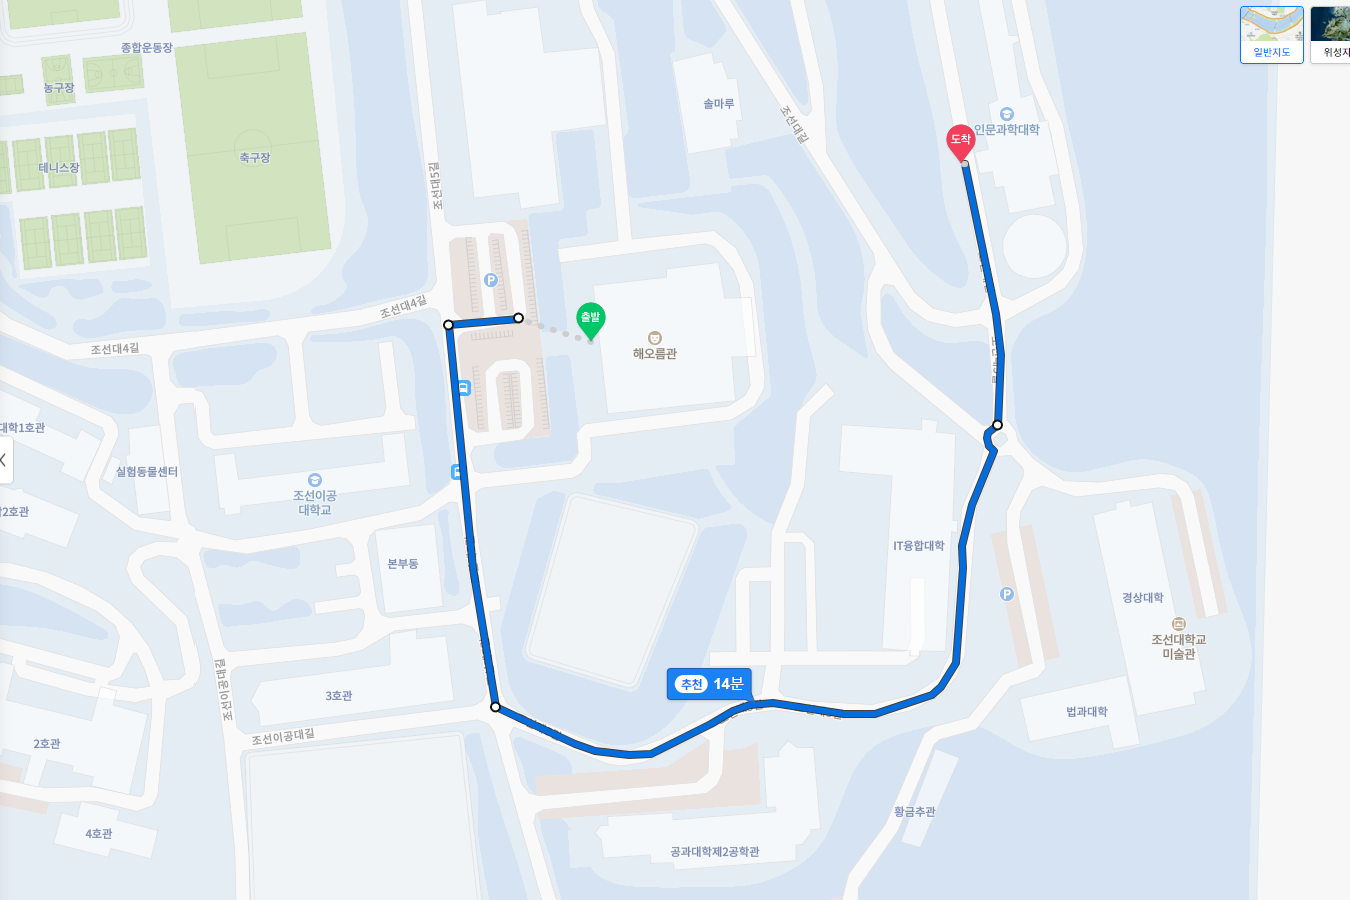 일반지도
위성지
종합운동장
농구장
솔마루
조선대길
인문과학대학
도착
축구장
테니스장
조선대5길
P
조선대4길
출발
조선대4길
해오름관
대학1호관
실험동물센터
조선이공
대학교
2호관
본부동
IT융합대학
P
경상대학
조선대학교
미술관
추천 14분
조선이공대길
3호관
법과대학
조선이공대길
2호관
황금추관
4호관
공과대학제2공학관